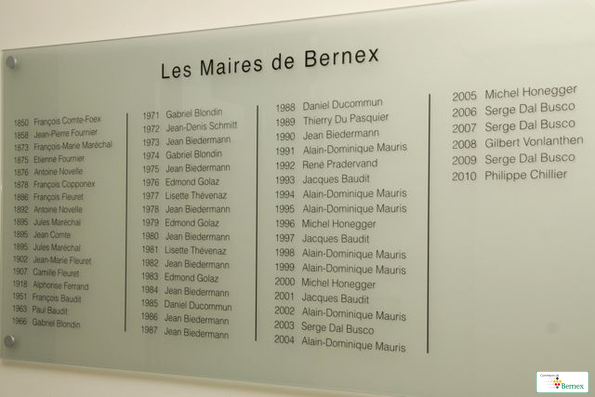 Les Maires de Bernex
1850 François Comte-Foex
1858 Jean-Pierre Fournier
1873 François-Marie Maréchal
1875 Etienne Fournier
1876 Antoine Novelle
1878 François Copponex
1886 François Fleuret
1892 Antoine Novelle
1895 Jules Maréchal
1895 Jean Comte
1895 Jules Maréchal
1902 Jean-Marie Fleuret
1907 Camille Fleuret
1918 Alphonse Ferrand
1951 François Baudit
1963 Paul Baudit
1966 Gabriel Blondin
1971 Gabriel Blondin
1972 Jean-Denis Schmitt
1973 Jean Biedermann
1974 Gabriel Blondin
1975 Jean Biedermann
1976 Edmond Golaz
1977 Lisette Thévenaz
1978 Jean Biedermann
1979 Edmond Golaz
1980 Jean Biedermann
1981 Lisette Thévenaz
1982 Jean Biedermann
1983 Edmond Golaz
1984 Jean Biedermann
1985 Daniel Ducommun
1986 Jean Biedermann
1987 Jean Biedermann
1988 Daniel Ducommun
1989 Thierry Du Pasquier
1990 Jean Biedermann
1991 Alain-Dominique Mauris
1992 René Pradervand
1993 Jacques Baudit
1994 Alain-Dominique Mauris
1995 Alain-Dominique Mauris
1996 Michel Honegger
1997 Jacques Baudit
1998 Alain-Dominique Mauris
1999 Alain-Dominique Mauris
2000 Michel Honegger
2001 Jacques Baudit
2002 Alain-Dominique Mauris
2003 Serge Dal Busco
2004 Alain-Dominique Mauris
2005 Michel Honegger
2006 Serge Dal Busco
2007 Serge Dal Busco
2008 Gilbert Vonlanthen
2009 Serge Dal Busco
2010 Philippe Chillier
Bernex